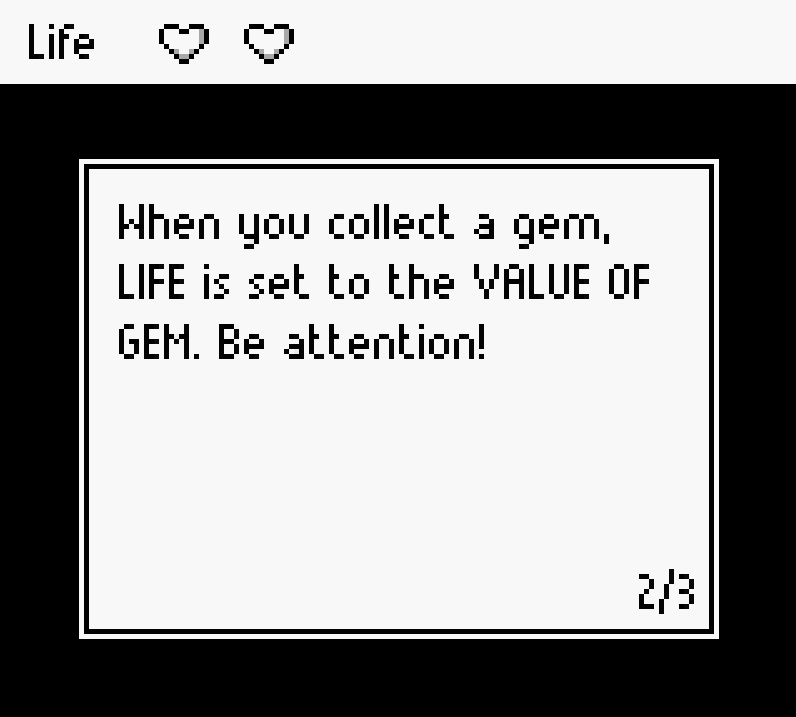 Life
When you collect a gem,
LIFE is set to the VALUE OF
GEM. Be attention!
2/3